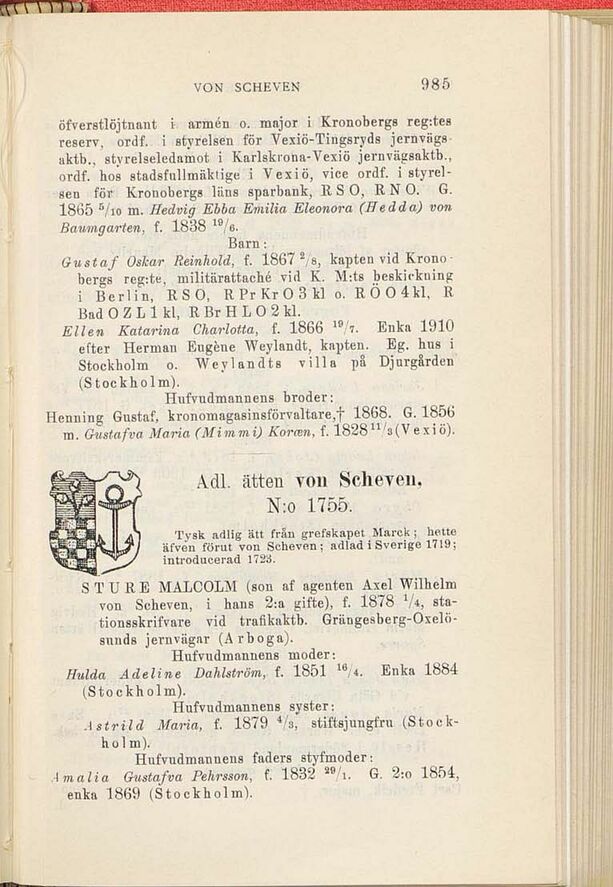 VON SCHEVEN 985
öfverstlöjtnant i armén o. major i Kronobergs reg:tes
reserv, ordf. i styrelsen för Vexiö-Tingsryds jernvägs-
aktb., styrelseledamot i Karlskrona-Vexiö jernvägsaktb.,
ordf. hos stadsfullmäktige i Vexiö, vice ordf. i styrel-
sen för Kronobergs läns sparbank, R S O, R N O. G.
1865 5/10 m. Hedvig Ebba Emilia Eleonora (Hedda) von
Baumgarten, f. 1838 19/6.
Barn:
Gustaf Oskar Reinhold, f. 1867 2/8, kapten vid Krono-
bergs reg:te, militärattaché vid K. M:ts beskickning
i Berlin, R S O, R Pr Kr O 3 kl o. R Ö O 4 kl, R
Bad O Z L 1 kl, R Br H L O 2 kl.
Ellen Katarina Charlotta, f. 1866 19/7. Enka 1910
efter Herman Eugène Weylandt, kapten. Eg. hus i
Stockholm o. Weylandts villa på Djurgården
(Stockholm).
Hufvudmannens broder:
Henning Gustaf, kronomagasinsförvaltare,† 1868. G. 1856
m. Gustafva Maria (Mimmi) Koræn, f. 1828 11/3 (Vexiö).
Adl. ätten von Scheven,
N:o 1755.
Tysk adlig ätt från grefskapet Marck; hette
äfven förut von Scheven; adlad i Sverige 1719;
introducerad 1723.
STURE MALCOLM (son af agenten Axel Wilhelm
von Scheven, i hans 2:a gifte), f. 1878 1/4, sta-
tionsskrifvare vid trafikaktb. Grängesberg-Oxelö-
sunds jernvägar (Arboga).
Hufvudmannens moder:
Hulda Adeline Dahlström, f. 1851 16/4. Enka 1884
(Stockholm).
Hufvudmannens syster:
Astrild Maria, f. 1879 4/3, stiftsjungfru (Stock-
holm).
Hufvudmannens faders styfmoder:
Amalia Gustafva Pehrsson, f. 1832 29/1. G. 2:o 1854,
enka 1869 (Stockholm).